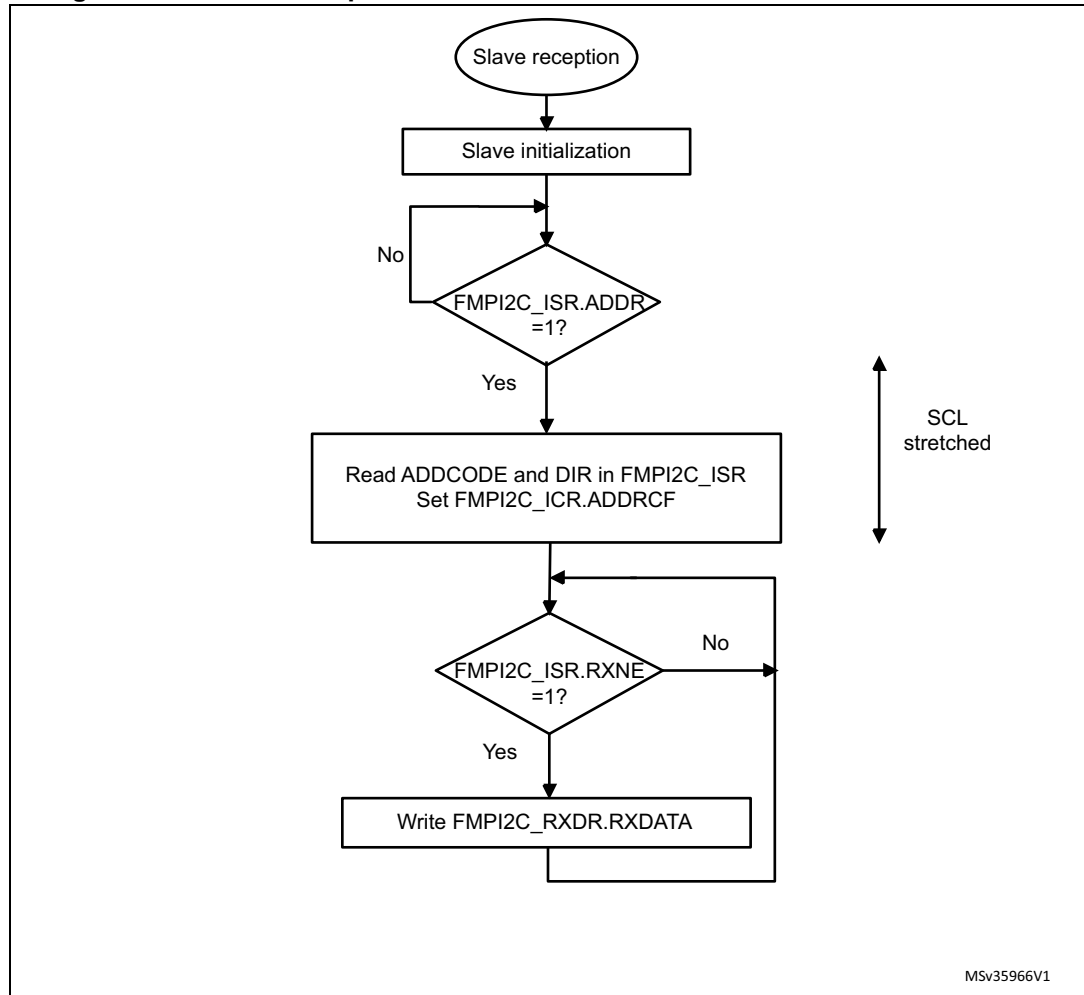 Slave reception
Slave initialization
No
FMPI2C_ISR.ADDR
=1?
Yes
SCL
stretched
Read ADDCODE and DIR in FMPI2C_ISR
Set FMPI2C_ICR.ADDRCF
No
FMPI2C_ISR.RXNE
=1?
Yes
Write FMPI2C_RXDR.RXDATA
MSv35966V1